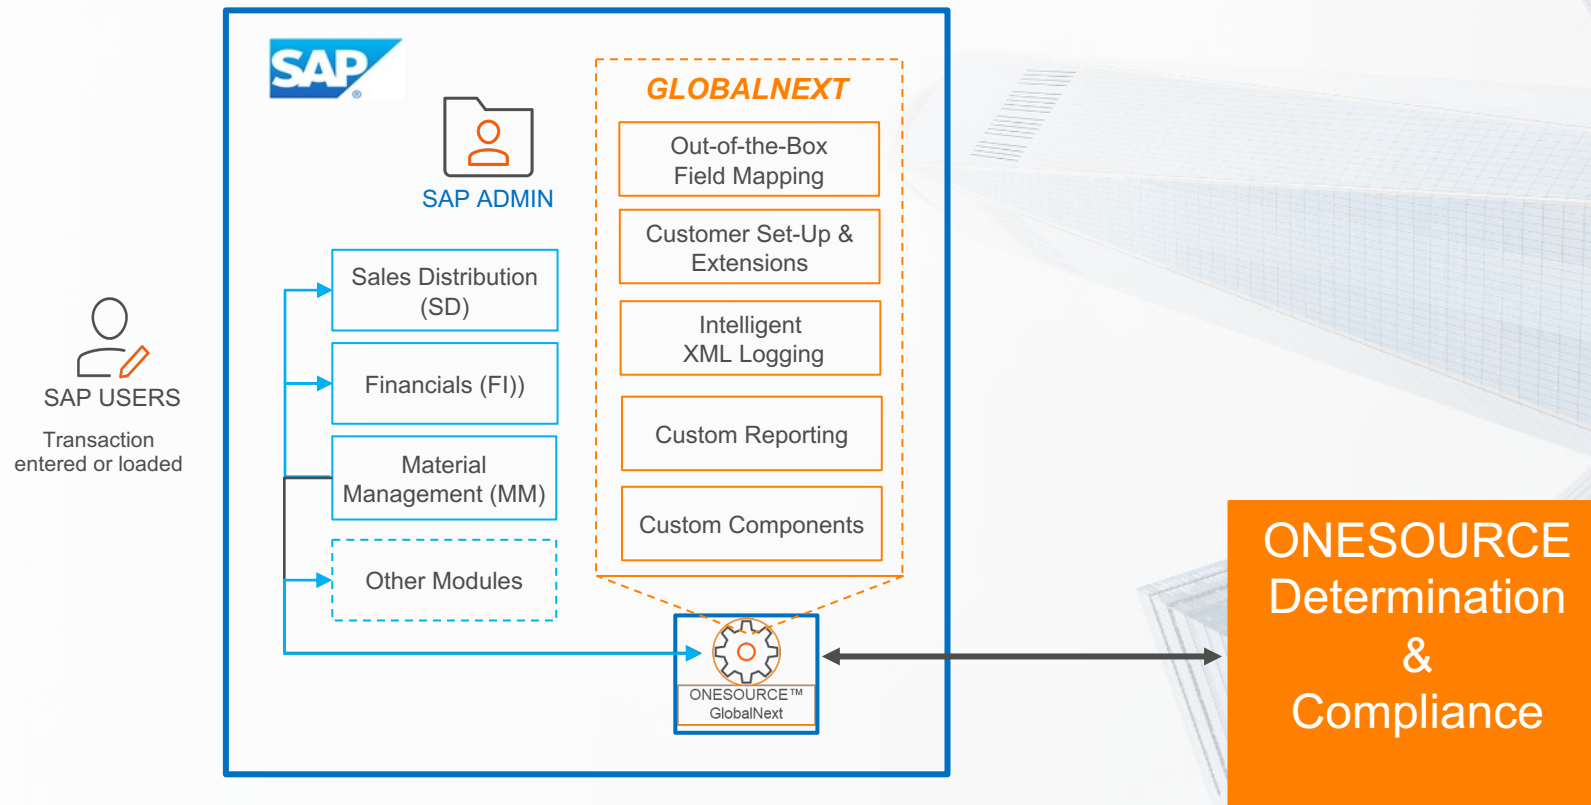 SAP
®
GLOBALNEXT
Out-of-the-Box
Field Mapping
SAP ADMIN
Customer Set-Up &
Extensions
Sales Distribution
(SD)
Intelligent
XML Logging
Financials (FI))
SAP USERS
Transaction
entered or loaded
Custom Reporting
Material
Management (MM)
Custom Components
Other Modules
ONESOURCE™
GlobalNext
ONESOURCE
Determination
&
Compliance